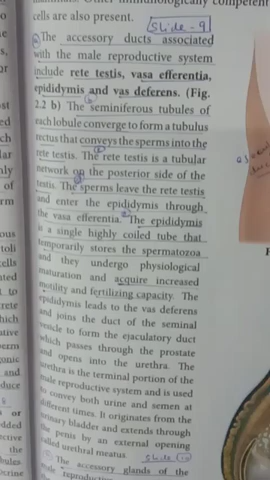 Other immunologically competent
cells are also present.
Slide - 9
The accessory ducts associated
with the male reproductive system
include rete testis, vasa efferentia,
epididymis and vas deferens. (Fig.
2.2 b) The seminiferous tubules of
each lobule converge to form a tubulus
rectus that conveys the sperms into the
rete testis. The rete testis is a tubular
network on the posterior side of the
testis. The sperms leave the rete testis
and enter the epididymis through
the vasa efferentia. The epididymis
is a single highly coiled tube that
temporarily stores the spermatozoa
and they undergo physiological
maturation and acquire increased
motility and fertilizing capacity. The
epididymis leads to the vas deferens
and joins the duct of the seminal
vesicle to form the ejaculatory duct
which passes through the prostate
and opens into the urethra. The
urethra is the terminal portion of the
male reproductive system and is used
to convey both urine and semen at
different times. It originates from the
urinary bladder and extends through
the penis by an external opening
called urethral meatus.
Slide 10
The accessory glands of the
male